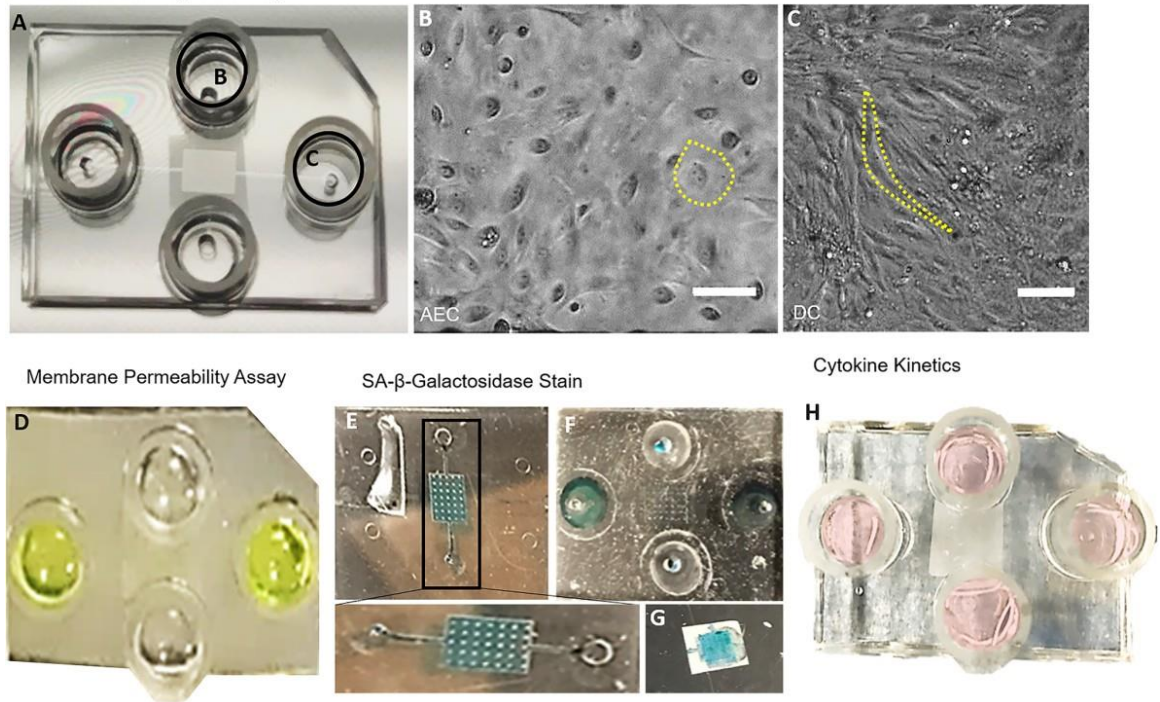 A
B
C
B
AEC
C
DC
Membrane Permeability Assay
SA-β-Galactosidase Stain
Cytokine Kinetics
D
E
F
G
H